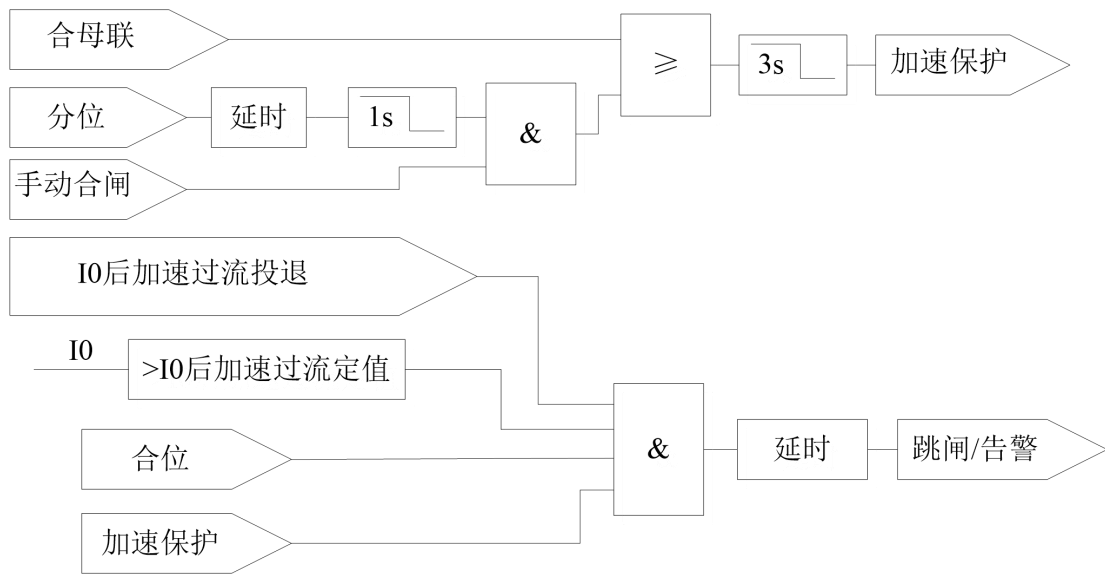 合母联
≥
3s
加速保护
分位
延时
1s
&
手动合闸
I0后加速过流投退
I0
>I0后加速过流定值
合位
&
延时
跳闸/告警
加速保护